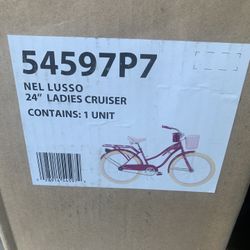 54597P7
NEL LUSSO
24" LADIES CRUISER
CONTAINS: 1 UNIT